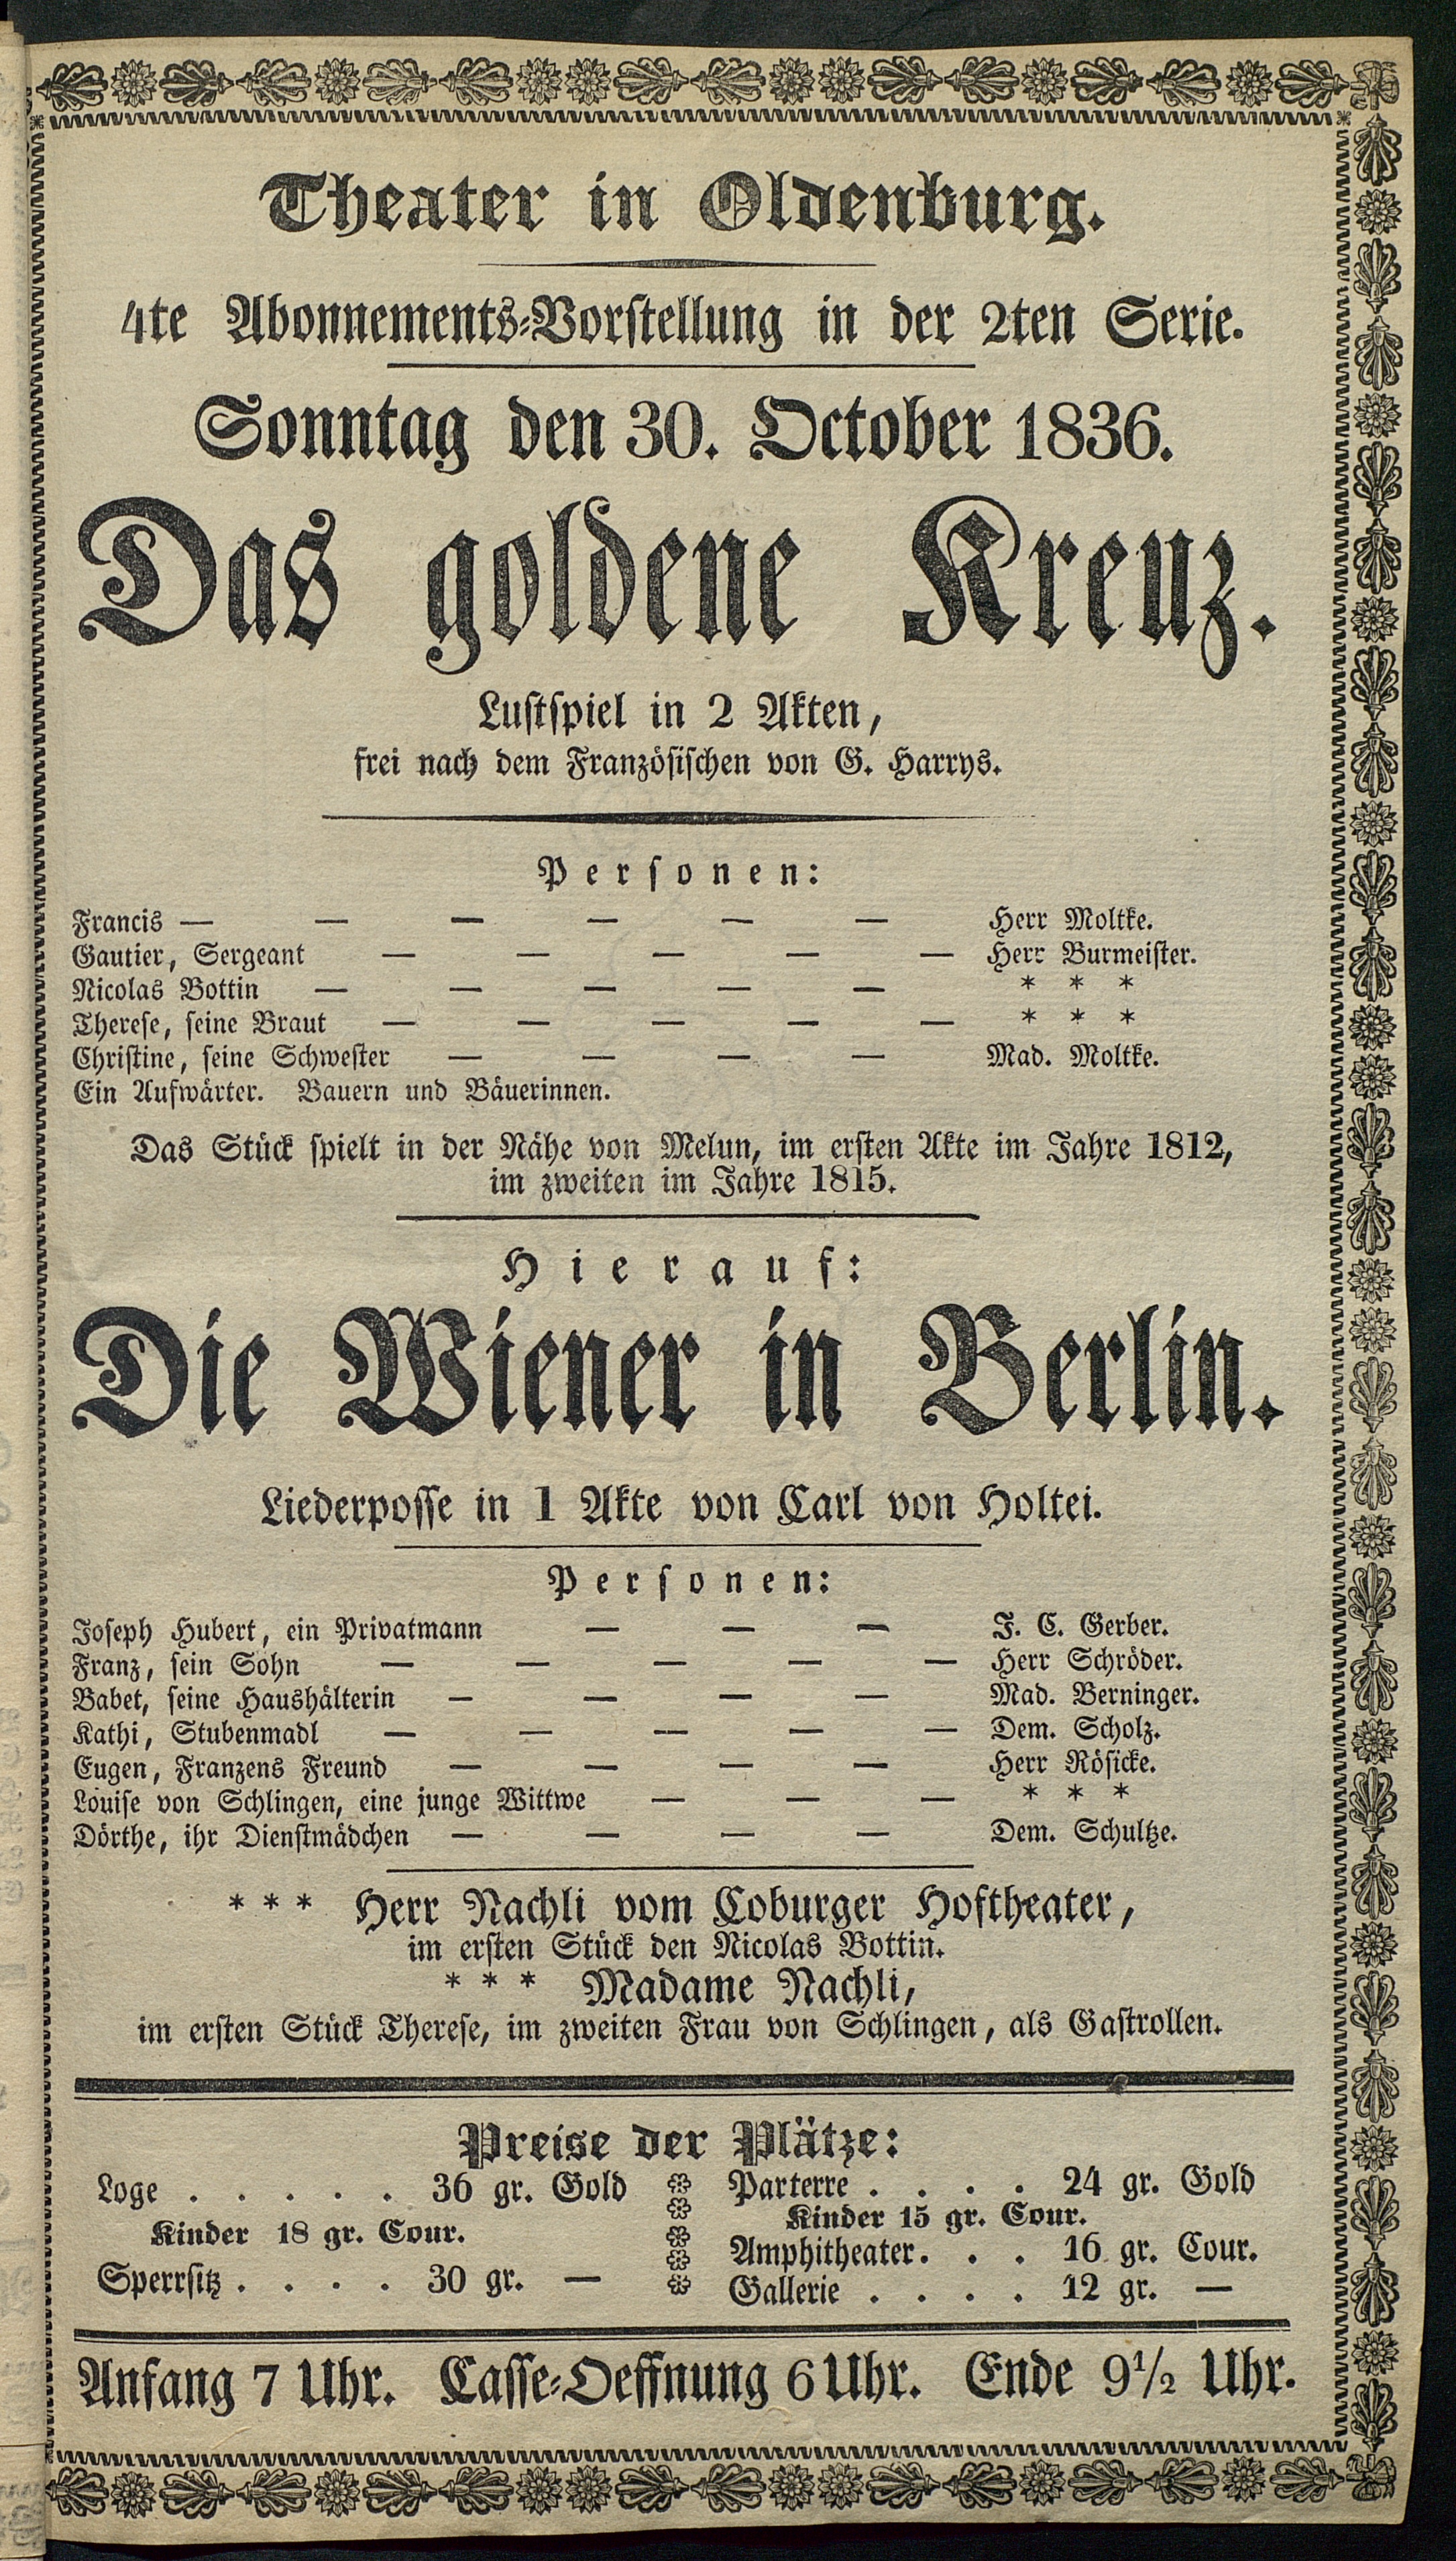 Theater in Oldenburg.
4te Abonnements-Vorstellung in der 2ten Serie.
Sonntag den 30. October 1836.
Das goldene Kreuz.
Lustspiel in 2 Akten,
frei nach dem Französischen von G. Harrys.
Personen:
Francis — — — — — — Herr Moltke.
Gautier, Sergeant — — — — — Herr Burmeister.
Nicolas Bottin — — — — — * * *
Therese, seine Braut — — — — — * * *
Christine, seine Schwester — — — — Mad. Moltke.
Ein Aufwärter. Bauern und Bäuerinnen.
Das Stück spielt in der Nähe von Melun, im ersten Akte im Jahre 1812,
im zweiten im Jahre 1815.
Hierauf:
Die Wiener in Berlin.
Liederposse in 1 Akte von Carl von Holtei.
Personen:
Joseph Hubert, ein Privatmann — — — J. C. Gerber.
Franz, sein Sohn — — — — — Herr Schröder.
Babet, seine Haushälterin — — — — Mad. Berninger.
Kathi, Stubenmadl — — — — — Dem. Scholz.
Eugen, Franzens Freund — — — — Herr Rösicke.
Louise von Schlingen, eine junge Wittwe — — — * * *
Dörthe, ihr Dienstmädchen — — — — Dem. Schultze.
* * * Herr Nachli vom Coburger Hoftheater,
im ersten Stück den Nicolas Bottin.
* * * Madame Nachli,
im ersten Stück Therese, im zweiten Frau von Schlingen, als Gastrollen.
Preise der Plätze:
Loge . . . . . 36 gr. Gold
Kinder 18 gr. Cour.
Sperrsitz . . . . 30 gr. —
Parterre . . . . 24 gr. Gold
Kinder 15 gr. Cour.
Amphitheater . . . 16 gr. Cour.
Gallerie . . . . 12 gr. —
Anfang 7 Uhr. Casse-Oeffnung 6 Uhr. Ende 9½ Uhr.